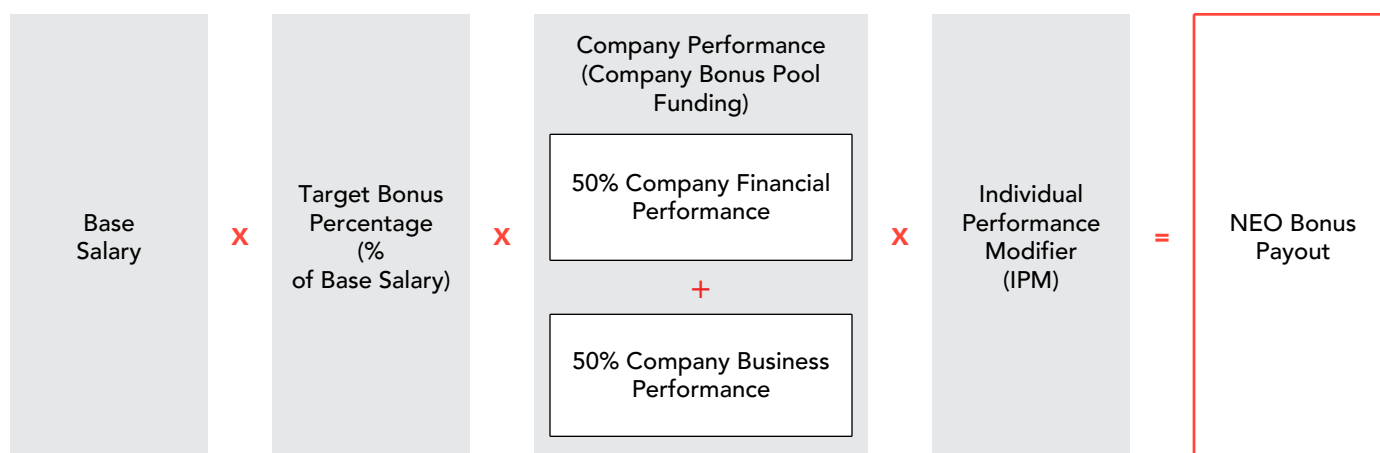 Base
Salary
X
Target Bonus
Percentage
(%
of Base Salary)
X
Company Performance
(Company Bonus Pool
Funding)
50% Company Financial
Performance
+
50% Company Business
Performance
X
Individual
Performance
Modifier
(IPM)
=
NEO Bonus
Payout